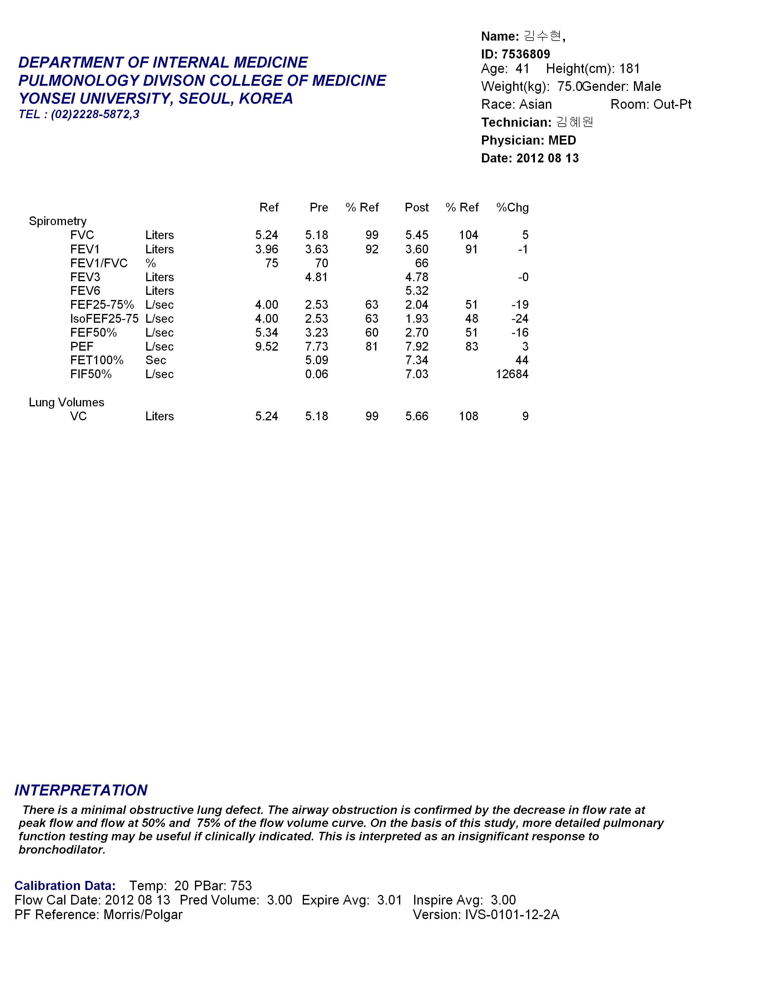 Name: 김수현,
ID: 7536809
DEPARTMENT OF INTERNAL MEDICINE
PULMONOLOGY DIVISON COLLEGE OF MEDICINE
YONSEI UNIVERSITY, SEOUL, KOREA
TEL : (02)2228-5872,3
Age: 41 Height(cm): 181
Weight(kg): 75.0Gender: Male
Race: Asian Room: Out-Pt
Technician: 김혜원
Physician: MED
Date: 2012 08 13
Ref Pre % Ref Post % Ref %Chg
Spirometry
FVC Liters 5.24 5.18 99 5.45 104 5
FEV1 Liters 3.96 3.63 92 3.60 91 -1
FEV1/FVC % 75 70 66
FEV3 Liters 4.81 4.78 -0
FEV6 Liters 5.32
FEF25-75% L/sec 4.00 2.53 63 2.04 51 -19
IsoFEF25-75 L/sec 4.00 2.53 63 1.93 48 -24
FEF50% L/sec 5.34 3.23 60 2.70 51 -16
PEF L/sec 9.52 7.73 81 7.92 83 3
FET100% Sec 5.09 7.34 44
FIF50% L/sec 0.06 7.03 12684
Lung Volumes
VC Liters 5.24 5.18 99 5.66 108 9
INTERPRETATION
There is a minimal obstructive lung defect. The airway obstruction is confirmed by the decrease in flow rate at
peak flow and flow at 50% and 75% of the flow volume curve. On the basis of this study, more detailed pulmonary
function testing may be useful if clinically indicated. This is interpreted as an insignificant response to
bronchodilator.
Calibration Data: Temp: 20 PBar: 753
Flow Cal Date: 2012 08 13 Pred Volume: 3.00 Expire Avg: 3.01 Inspire Avg: 3.00
PF Reference: Morris/Polgar Version: IVS-0101-12-2A